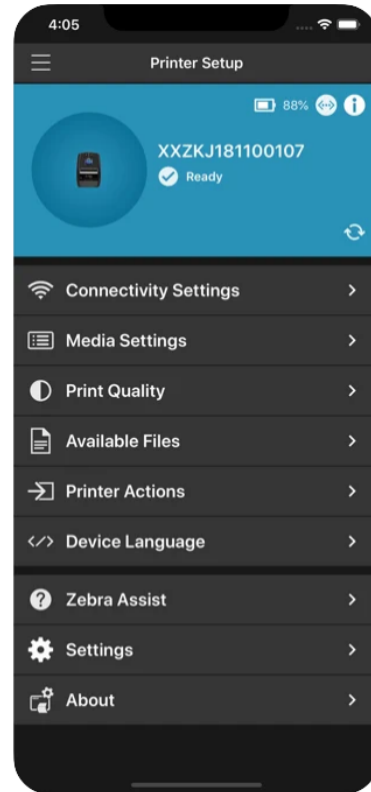 4:05
Printer Setup
88%
XXZKJ181100107
Ready
Connectivity Settings
Media Settings
Print Quality
Available Files
Printer Actions
Device Language
Zebra Assist
Settings
About